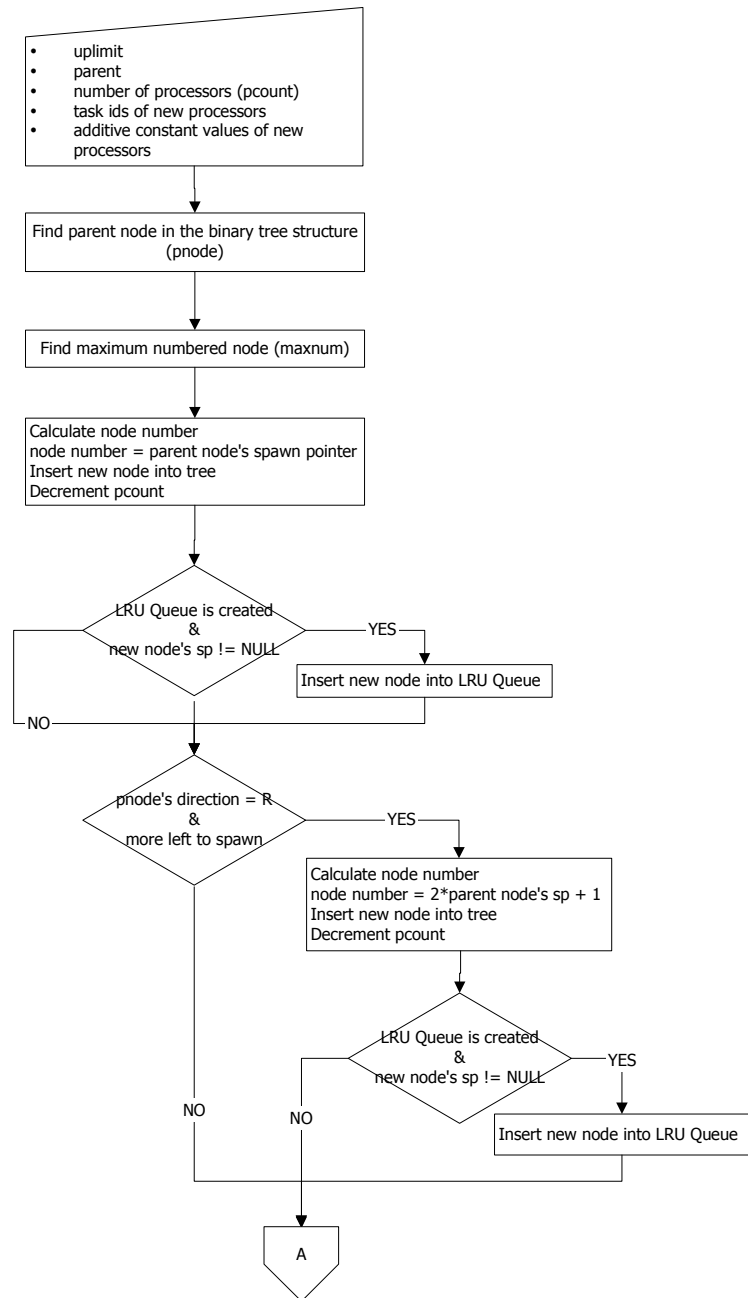 • uplimit
• parent
• number of processors (pcount)
• task ids of new processors
• additive constant values of new
processors
Find parent node in the binary tree structure
(pnode)
Find maximum numbered node (maxnum)
Calculate node number
node number = parent node's spawn pointer
Insert new node into tree
Decrement pcount
LRU Queue is created
&
new node's sp != NULL
YES
Insert new node into LRU Queue
NO
pnode's direction = R
&
more left to spawn
YES
Calculate node number
node number = 2*parent node's sp + 1
Insert new node into tree
Decrement pcount
LRU Queue is created
&
new node's sp != NULL
YES
NO
NO
Insert new node into LRU Queue
A